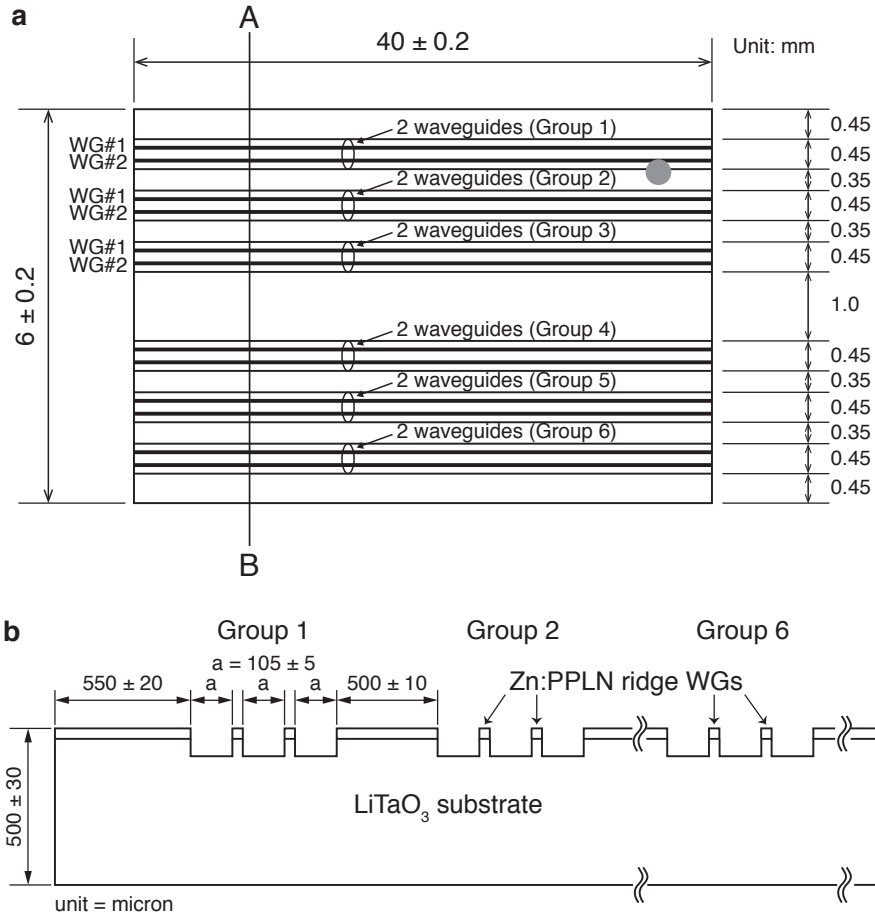 a
A
40 ± 0.2
Unit: mm
6 ± 0.2
WG#1
WG#2
WG#1
WG#2
WG#1
WG#2
2 waveguides (Group 1)
2 waveguides (Group 2)
2 waveguides (Group 3)
2 waveguides (Group 4)
2 waveguides (Group 5)
2 waveguides (Group 6)
0.45
0.45
0.35
0.45
0.35
0.45
1.0
0.45
0.35
0.45
0.35
0.45
0.45
B
b
Group 1
Group 2
Group 6
a = 105 ± 5
550 ± 20
a
a
a
500 ± 10
Zn:PPLN ridge WGs
500 ± 30
LiTaO₃ substrate
unit = micron